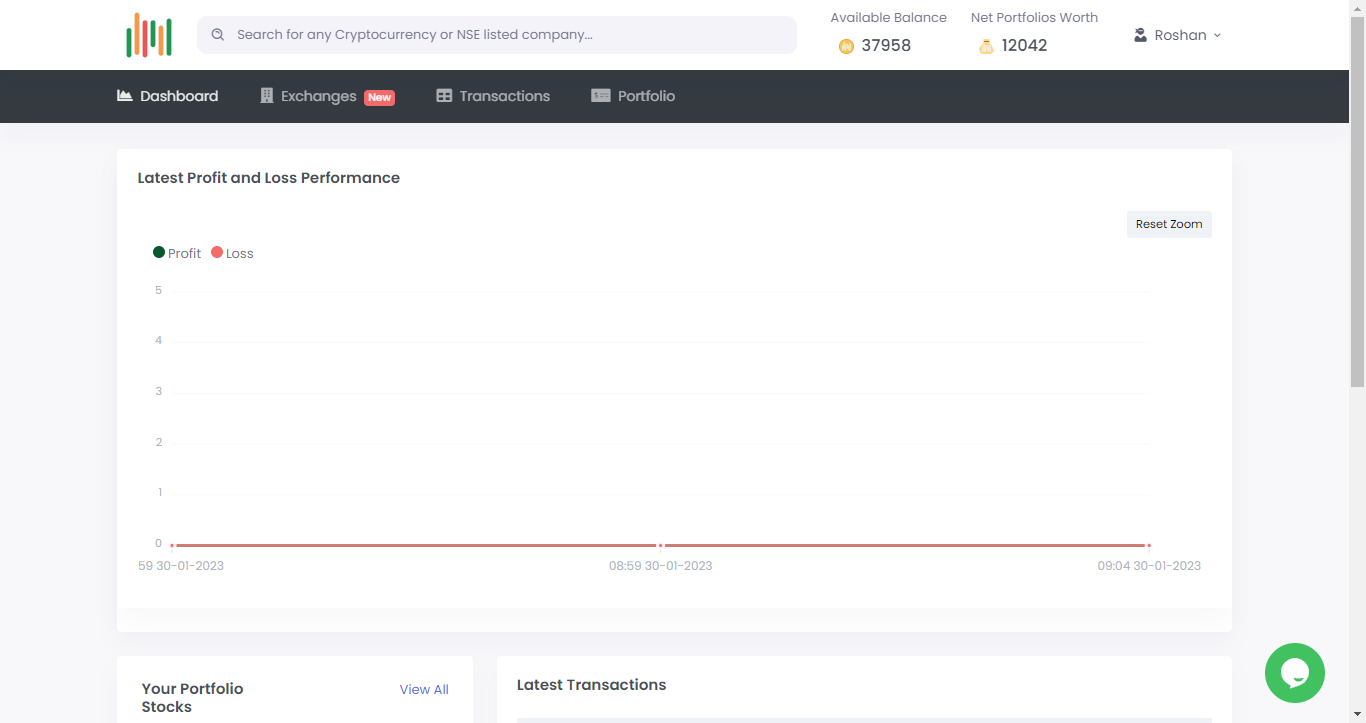 Search for any Cryptocurrency or NSE listed company...
Available Balance
37958
Net Portfolios Worth
12042
Roshan
Dashboard
Exchanges New
Transactions
Portfolio
Latest Profit and Loss Performance
Reset Zoom
Profit Loss
5
4
3
2
1
0
59 30-01-2023
08:59 30-01-2023
09:04 30-01-2023
Your Portfolio
Stocks
View All
Latest Transactions